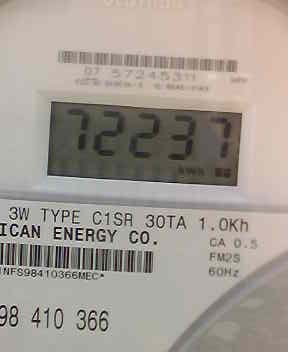 07 57245311
72237
kWh
3W TYPE C1SR 30TA 1.0Kh
ICAN ENERGY CO.
CA 0.5
FM2S
60Hz
INFS98410366MEC*
98 410 366